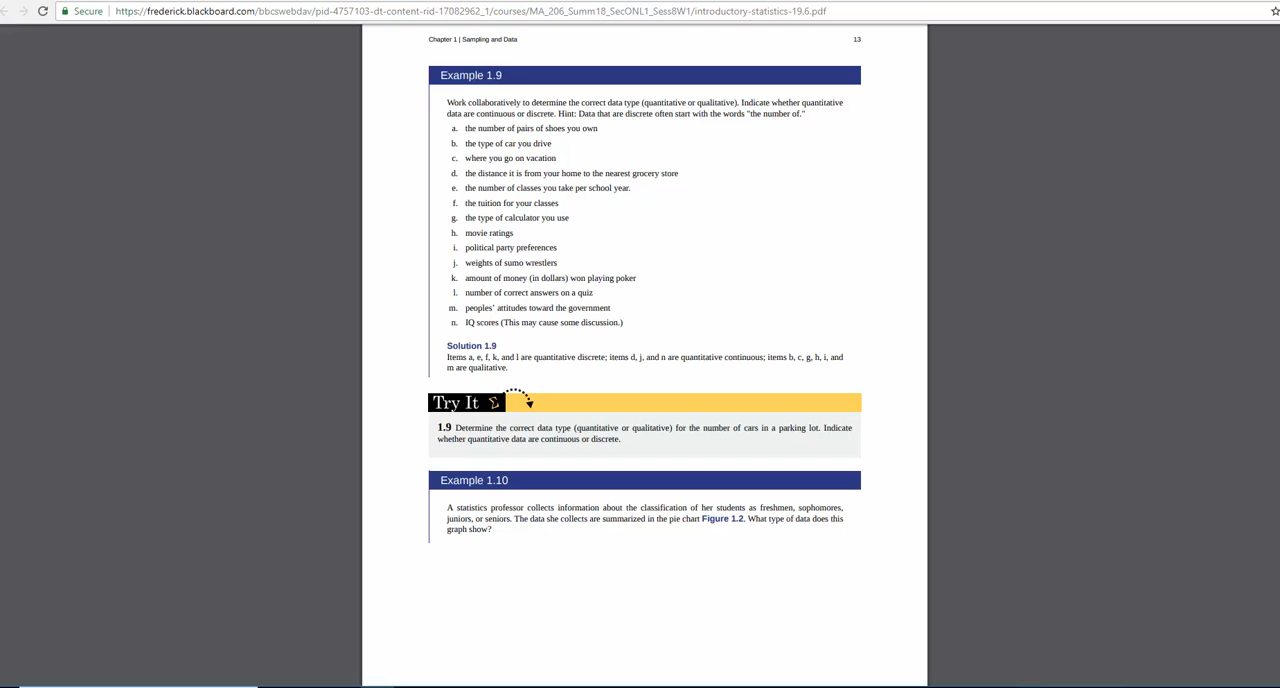 Secure | https://frederick.blackboard.com/bbcswebdav/pid-4757103-dt-content-rid-17082962_1/courses/MA_206_Summ18_SecONL1_Sess8W1/introductory-statistics-19.6.pdf
Chapter 1 | Sampling and Data 13
Example 1.9
Work collaboratively to determine the correct data type (quantitative or qualitative). Indicate whether quantitative
data are continuous or discrete. Hint: Data that are discrete often start with the words "the number of."
a. the number of pairs of shoes you own
b. the type of car you drive
c. where you go on vacation
d. the distance it is from your home to the nearest grocery store
e. the number of classes you take per school year.
f. the tuition for your classes
g. the type of calculator you use
h. movie ratings
i. political party preferences
j. weights of sumo wrestlers
k. amount of money (in dollars) won playing poker
l. number of correct answers on a quiz
m. peoples’ attitudes toward the government
n. IQ scores (This may cause some discussion.)
Solution 1.9
Items a, e, f, k, and l are quantitative discrete; items d, j, and n are quantitative continuous; items b, c, g, h, i, and
m are qualitative.
Try It Σ
1.9 Determine the correct data type (quantitative or qualitative) for the number of cars in a parking lot. Indicate
whether quantitative data are continuous or discrete.
Example 1.10
A statistics professor collects information about the classification of her students as freshmen, sophomores,
juniors, or seniors. The data she collects are summarized in the pie chart Figure 1.2. What type of data does this
graph show?